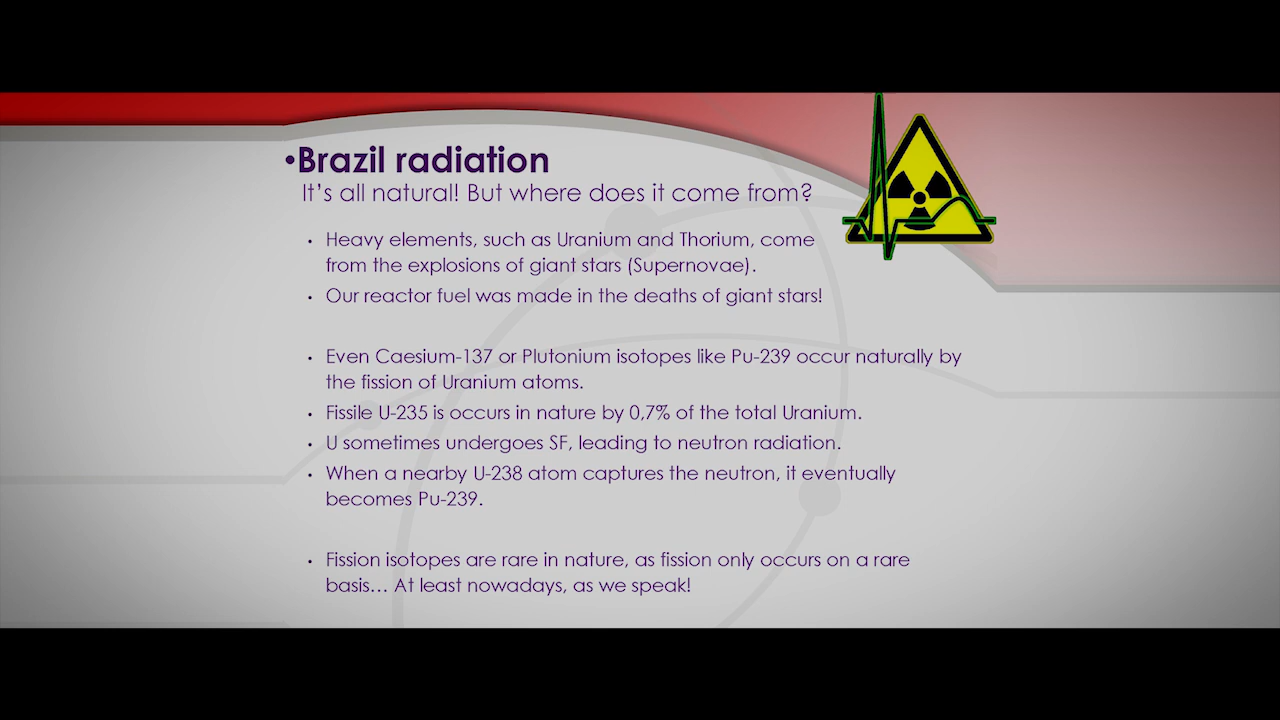 •Brazil radiation
It's all natural! But where does it come from?
• Heavy elements, such as Uranium and Thorium, come
from the explosions of giant stars (Supernovae).
• Our reactor fuel was made in the deaths of giant stars!
• Even Caesium-137 or Plutonium isotopes like Pu-239 occur naturally by
the fission of Uranium atoms.
• Fissile U-235 is occurs in nature by 0,7% of the total Uranium.
• U sometimes undergoes SF, leading to neutron radiation.
• When a nearby U-238 atom captures the neutron, it eventually
becomes Pu-239.
• Fission isotopes are rare in nature, as fission only occurs on a rare
basis... At least nowadays, as we speak!